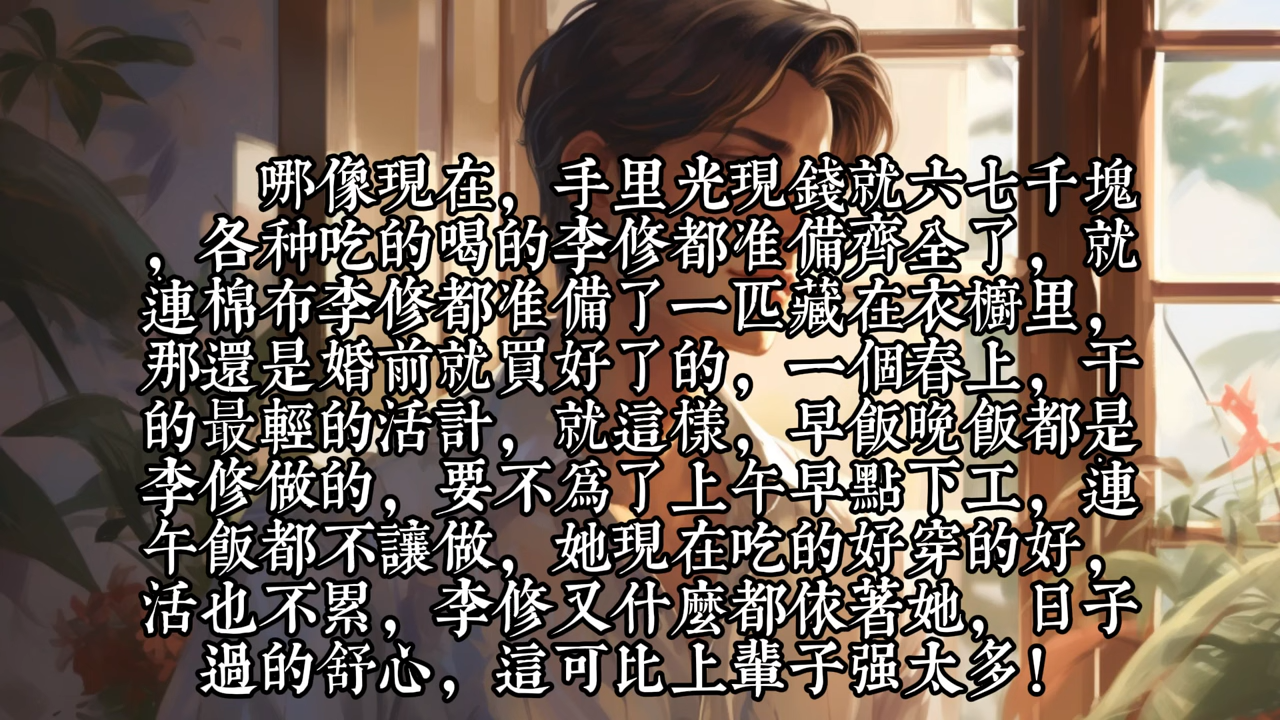 哪像現在，手里光現錢就六七千塊
，各种吃的喝的李修都准備齊全了，就
連棉布李修都准備了一匹藏在衣櫥里，
那還是婚前就買好了的，一個春上，干
的最輕的活計，就這樣，早飯晚飯都是
李修做的，要不爲了上午早點下工，連
午飯都不讓做，她現在吃的好穿的好，
活也不累，李修又什麼都依著她，日子
過的舒心，這可比上輩子强太多！